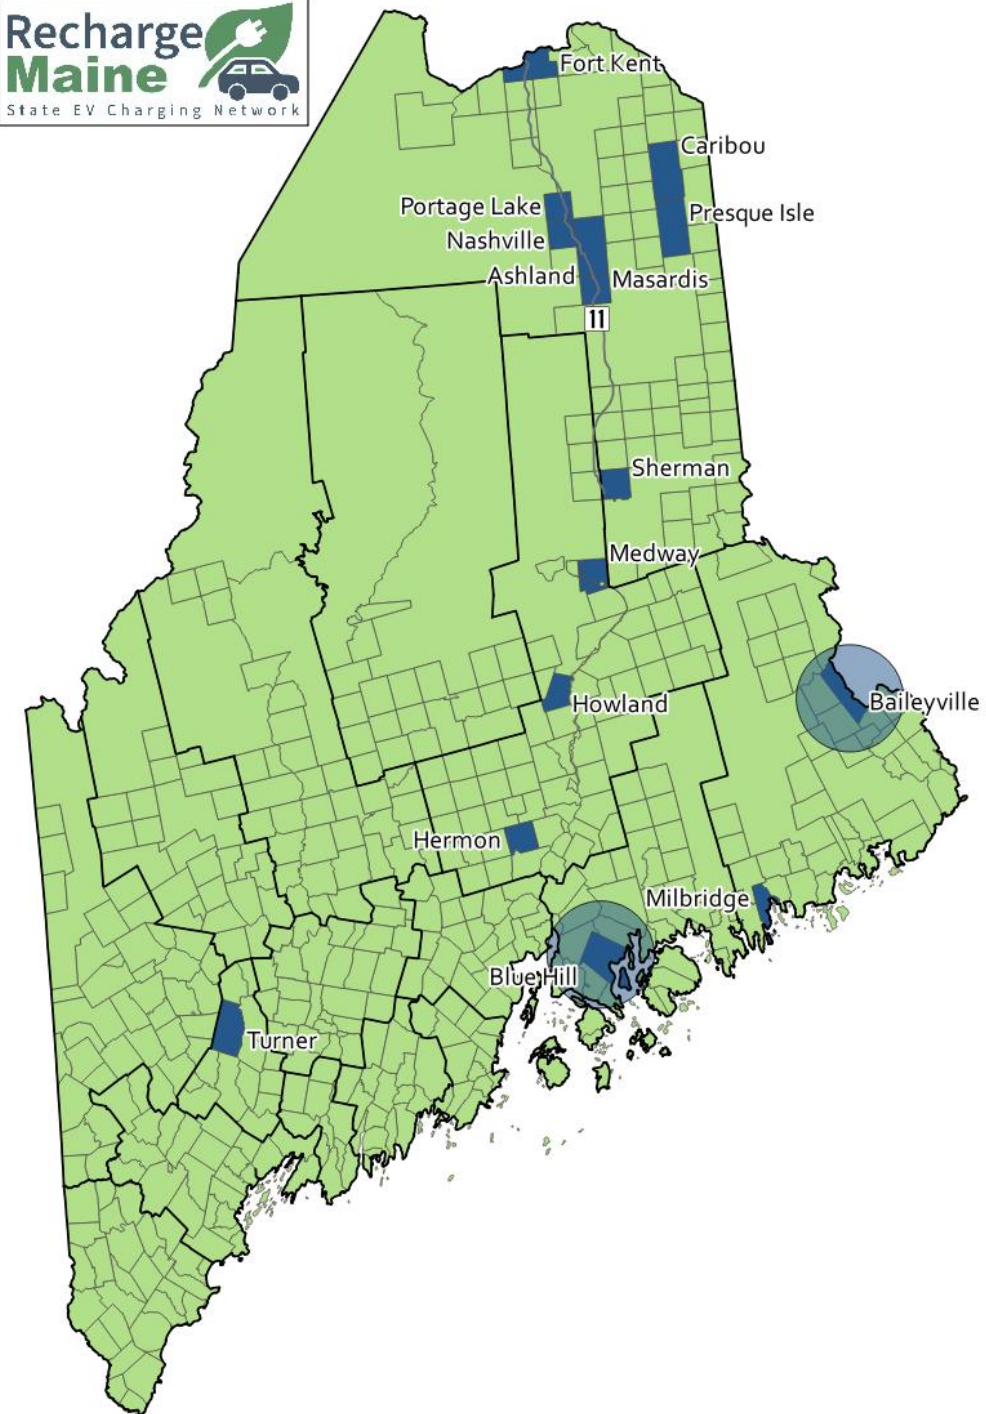 Recharge
Maine
State EV Charging Network
Fort Kent
Caribou
Portage Lake
Presque Isle
Nashville
Ashland
Masardis
11
Sherman
Medway
Baileyville
Howland
Hermon
Milbridge
Blue Hill
Turner